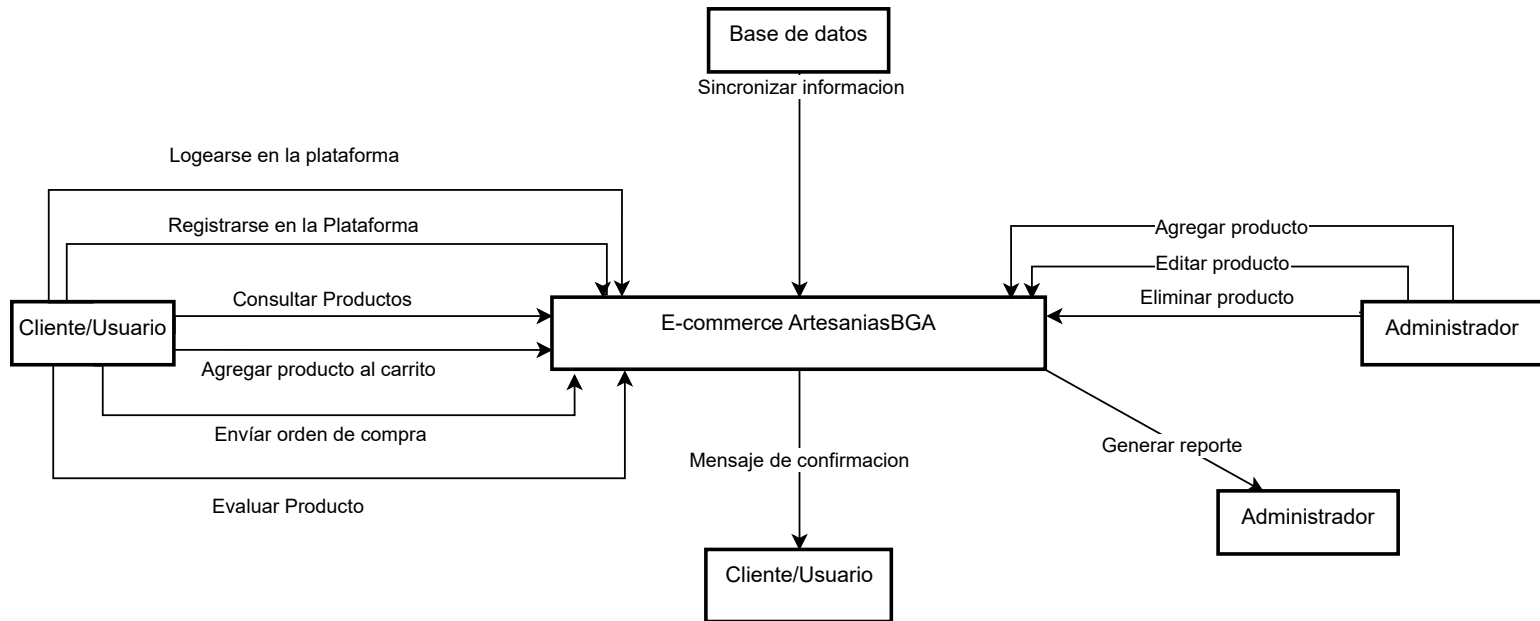 Base de datos
Sincronizar informacion
Logearse en la plataforma
Registrarse en la Plataforma
Agregar producto
Editar producto
Consultar Productos
Eliminar producto
Cliente/Usuario
E-commerce ArtesaniasBGA
Administrador
Agregar producto al carrito
Envíar orden de compra
Generar reporte
Mensaje de confirmacion
Evaluar Producto
Administrador
Cliente/Usuario